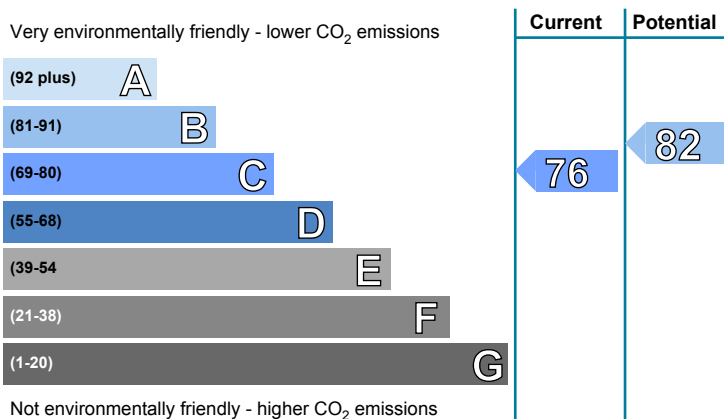 Very environmentally friendly - lower CO2 emissions
Current
Potential
(92 plus) A
(81-91) B
(69-80) C
(55-68) D
(39-54 E
(21-38) F
(1-20) G
76
82
Not environmentally friendly - higher CO2 emissions